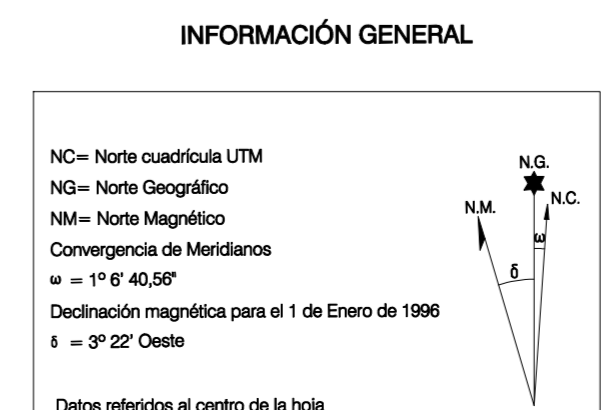 INFORMACIÓN GENERAL
NC= Norte cuadrícula UTM
NG= Norte Geográfico
NM= Norte Magnético
Convergencia de Meridianos
ω = 1º 6' 40,56"
Declinación magnética para el 1 de Enero de 1996
δ = 3º 22' Oeste
Datos referidos al centro de la hoja
N.G.
N.C.
N.M.
ω
δ